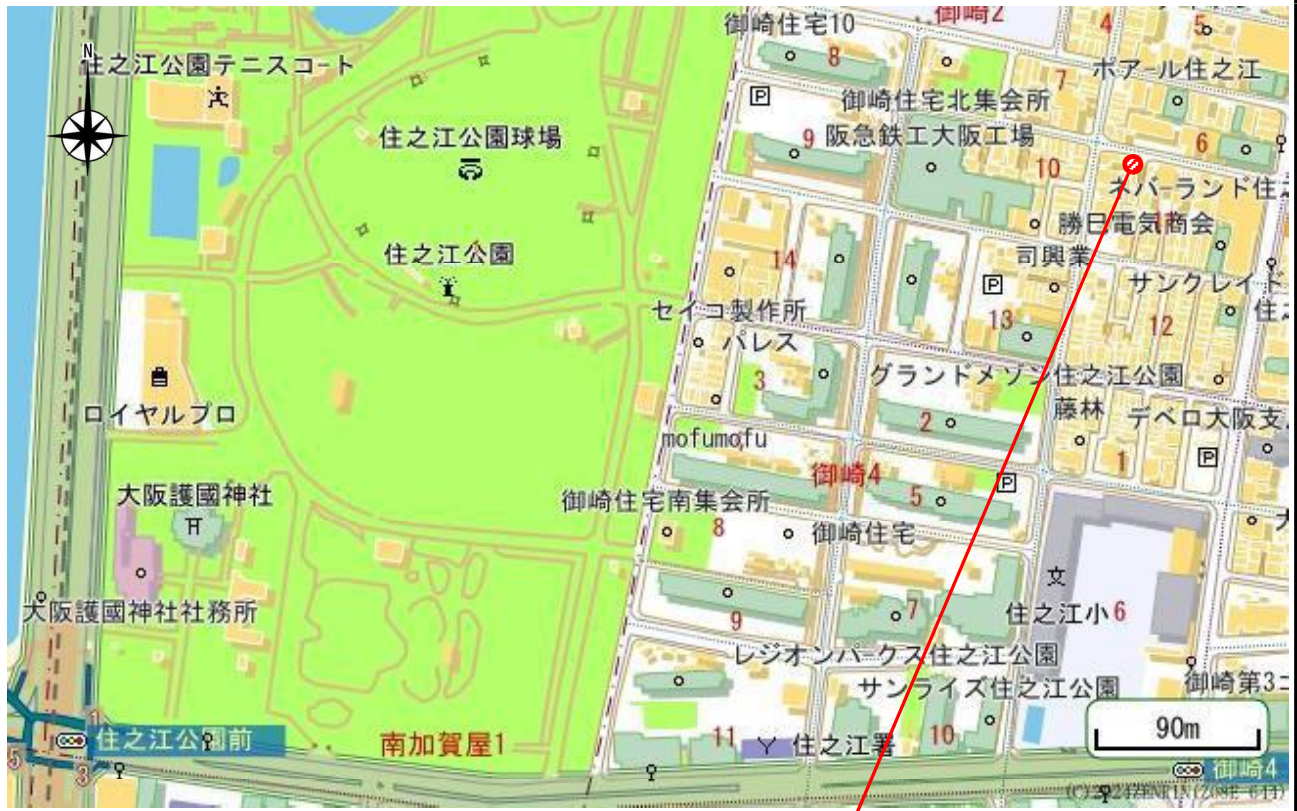 御崎2
御崎住宅10
4
5
N
住之江公園テニスコート
8
7
ポアール住之江
P
御崎住宅北集会所
住之江公園球場
9
阪急鉄工大阪工場
10
6
ネバーランド住
勝巳電気商会
住之江公園
14
司興業
P
サンクレイド
セイコ製作所
13
12
住
パレス
3
グランドメゾン住之江公園
ロイヤルプロ
2
藤林
デベロ大阪支
mofumofu
1
P
御崎4
P
大阪護國神社
御崎住宅南集会所
5
8
御崎住宅
文
大阪護國神社社務所
9
7
住之江小6
レジオンパークス住之江公園
サンライズ住之江公園
御崎第3コ
1
住之江公園前
南加賀屋1
11
住之江署
10
90m
5
3
御崎4
(C)2024ZENRIN(Z08E-644)